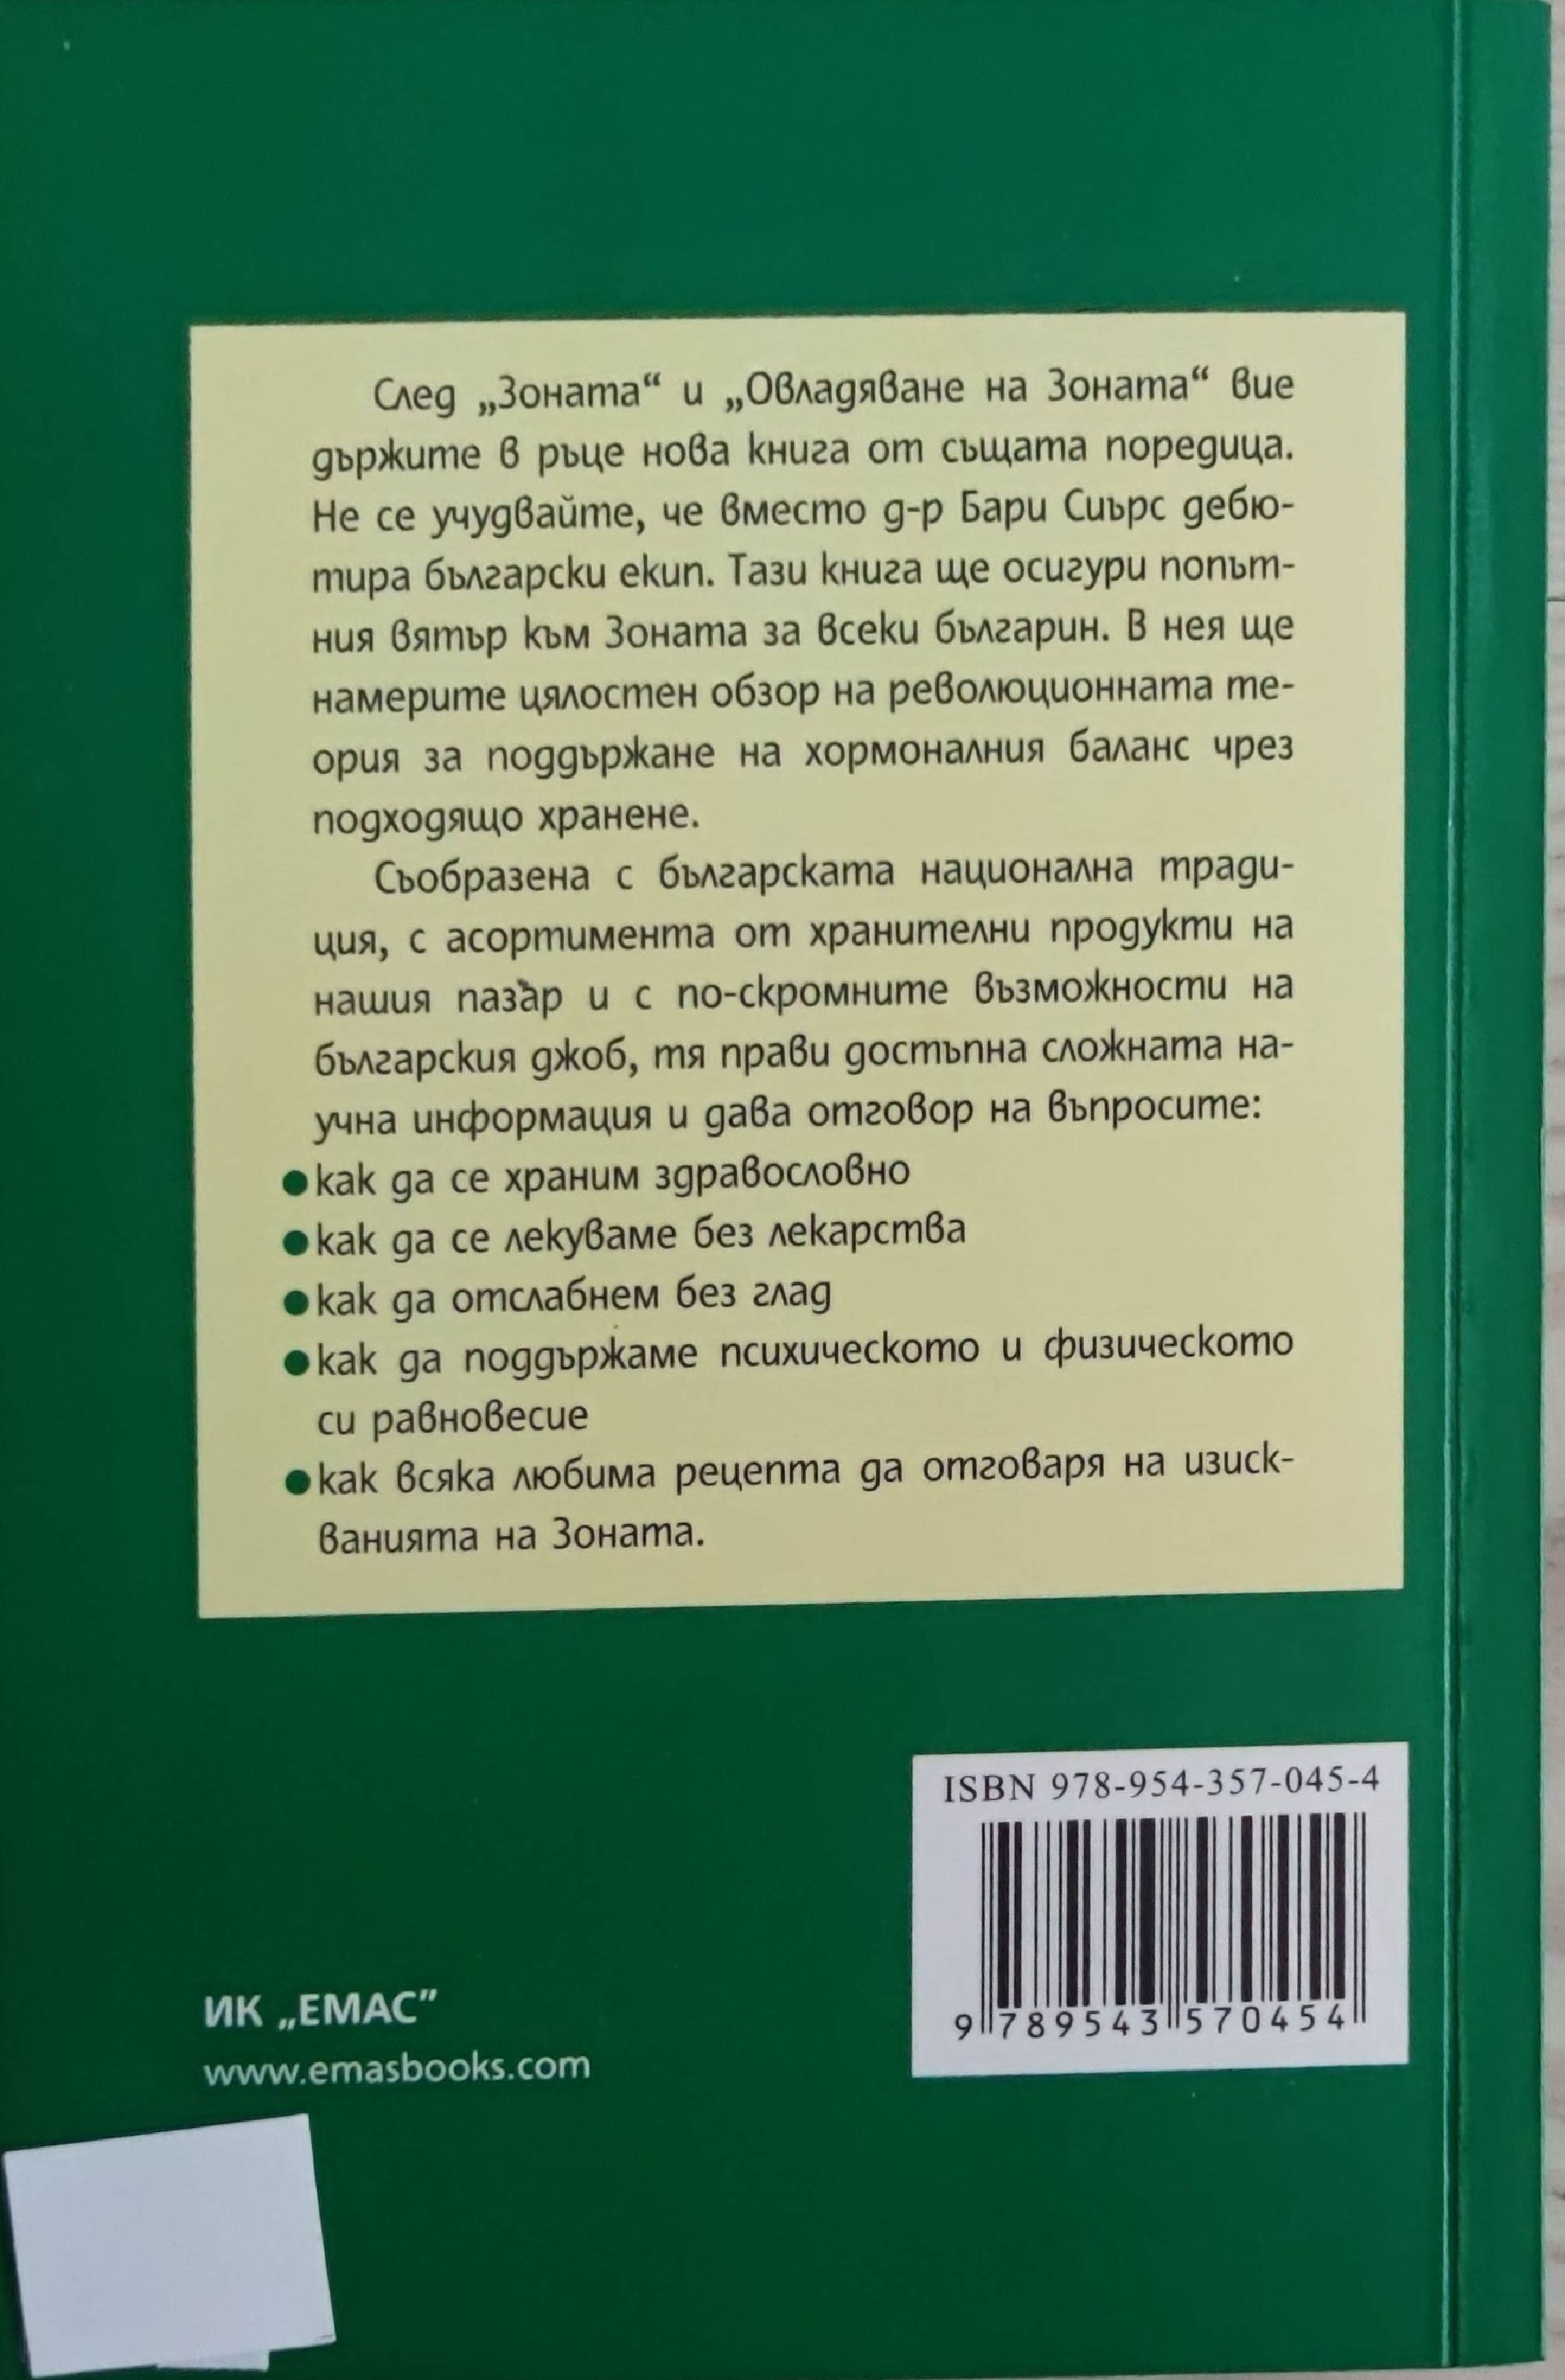 След „Зоната“ и „Овладяване на Зоната“ вие
държите в ръце нова книга от същата поредица.
Не се учудвайте, че вместо д-р Бари Сиърс дебю-
тира български екип. Тази книга ще осигури попът-
ния вятър към Зоната за всеки българин. В нея ще
намерите цялостен обзор на революционната те-
ория за поддържане на хормоналния баланс чрез
подходящо хранене.
Съобразена с българската национална тради-
ция, с асортимента от хранителни продукти на
нашия пазар и с по-скромните възможности на
българския джоб, тя прави достъпна сложната на-
учна информация и дава отговор на въпросите:
● как да се храним здравословно
● как да се лекуваме без лекарства
● как да отслабнем без глад
● как да поддържаме психическото и физическото
си равновесие
● как всяка любима рецепта да отговаря на изиск-
ванията на Зоната.
ISBN 978-954-357-045-4
9 789543 570454
ИК „ЕМАС”
www.emasbooks.com